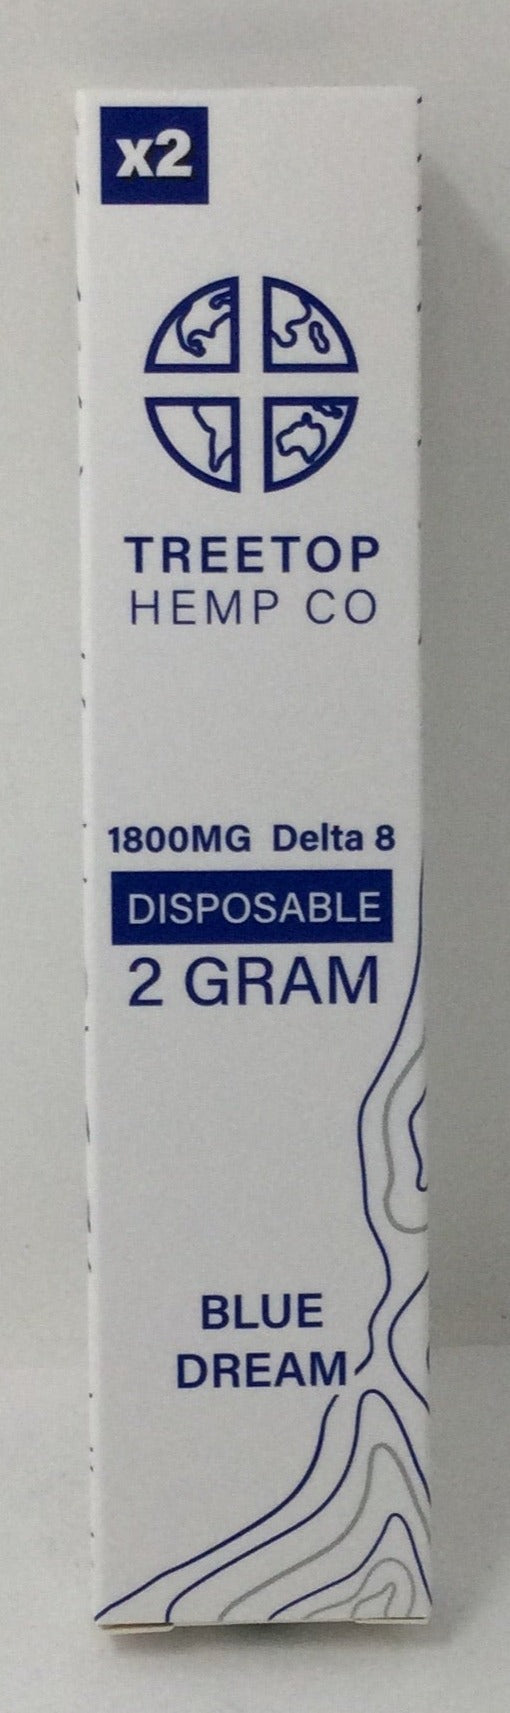 x2
TREETOP
HEMP CO
1800MG Delta 8
DISPOSABLE
2 GRAM
BLUE
DREAM